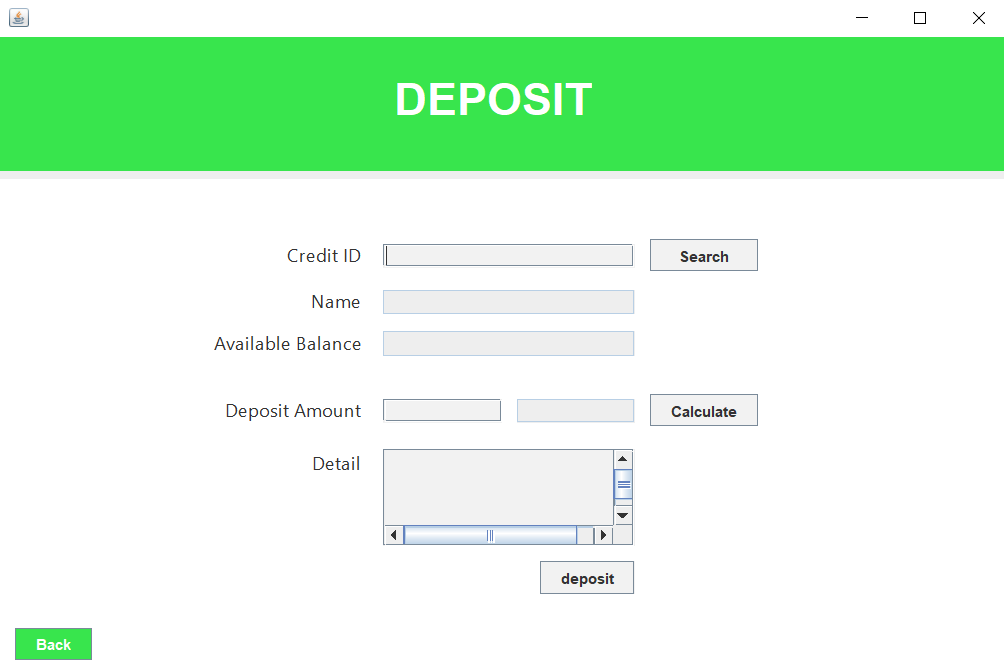 DEPOSIT
Credit ID Search
Name
Available Balance
Deposit Amount Calculate
Detail
deposit
Back